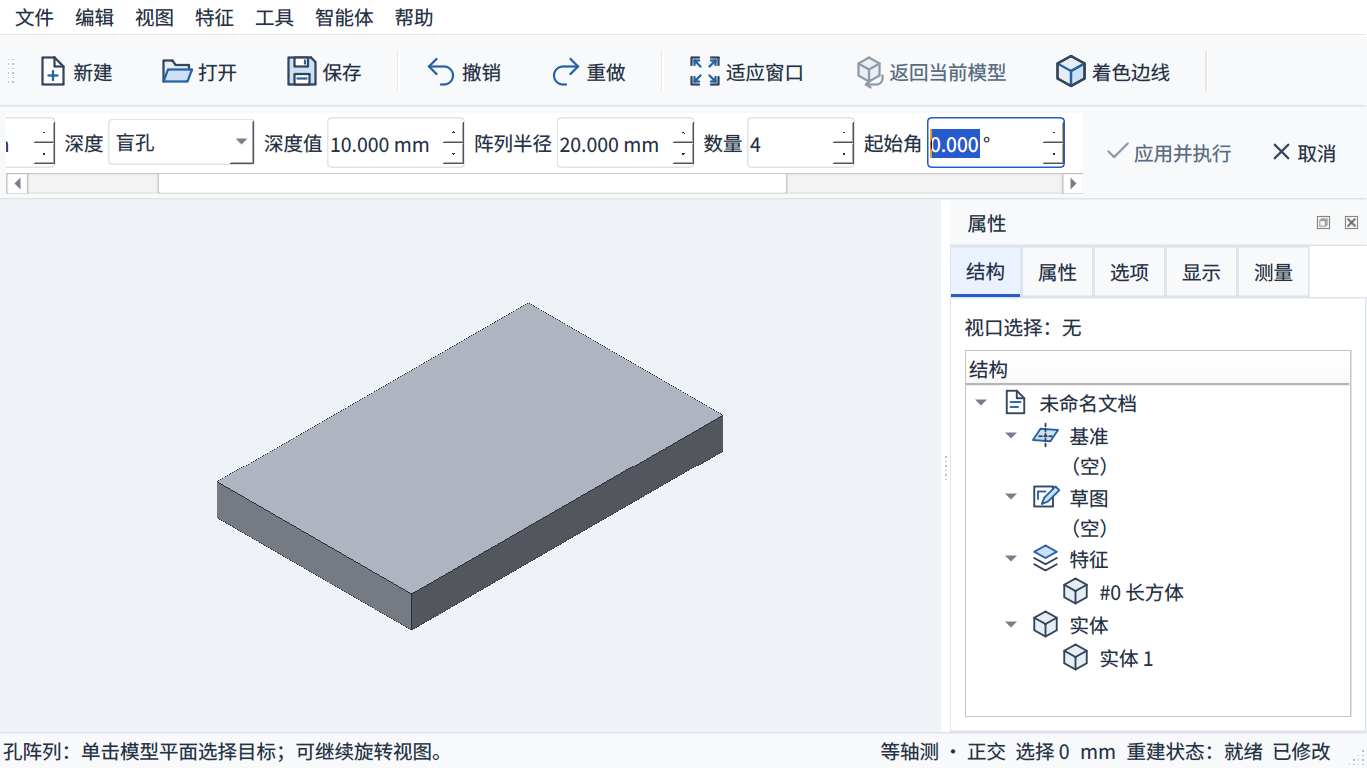 文件 编辑 视图 特征 工具 智能体 帮助
新建 打开 保存 撤销 重做 适应窗口 返回当前模型 着色边线
深度 盲孔 深度值 10.000 mm 阵列半径 20.000 mm 数量 4 起始角 0.000 ° 应用并执行 取消
属性
结构 属性 选项 显示 测量
视口选择：无
结构
未命名文档
基准
（空）
草图
（空）
特征
#0 长方体
实体
实体 1
孔阵列：单击模型平面选择目标；可继续旋转视图。 等轴测 · 正交 选择 0 mm 重建状态：就绪 已修改